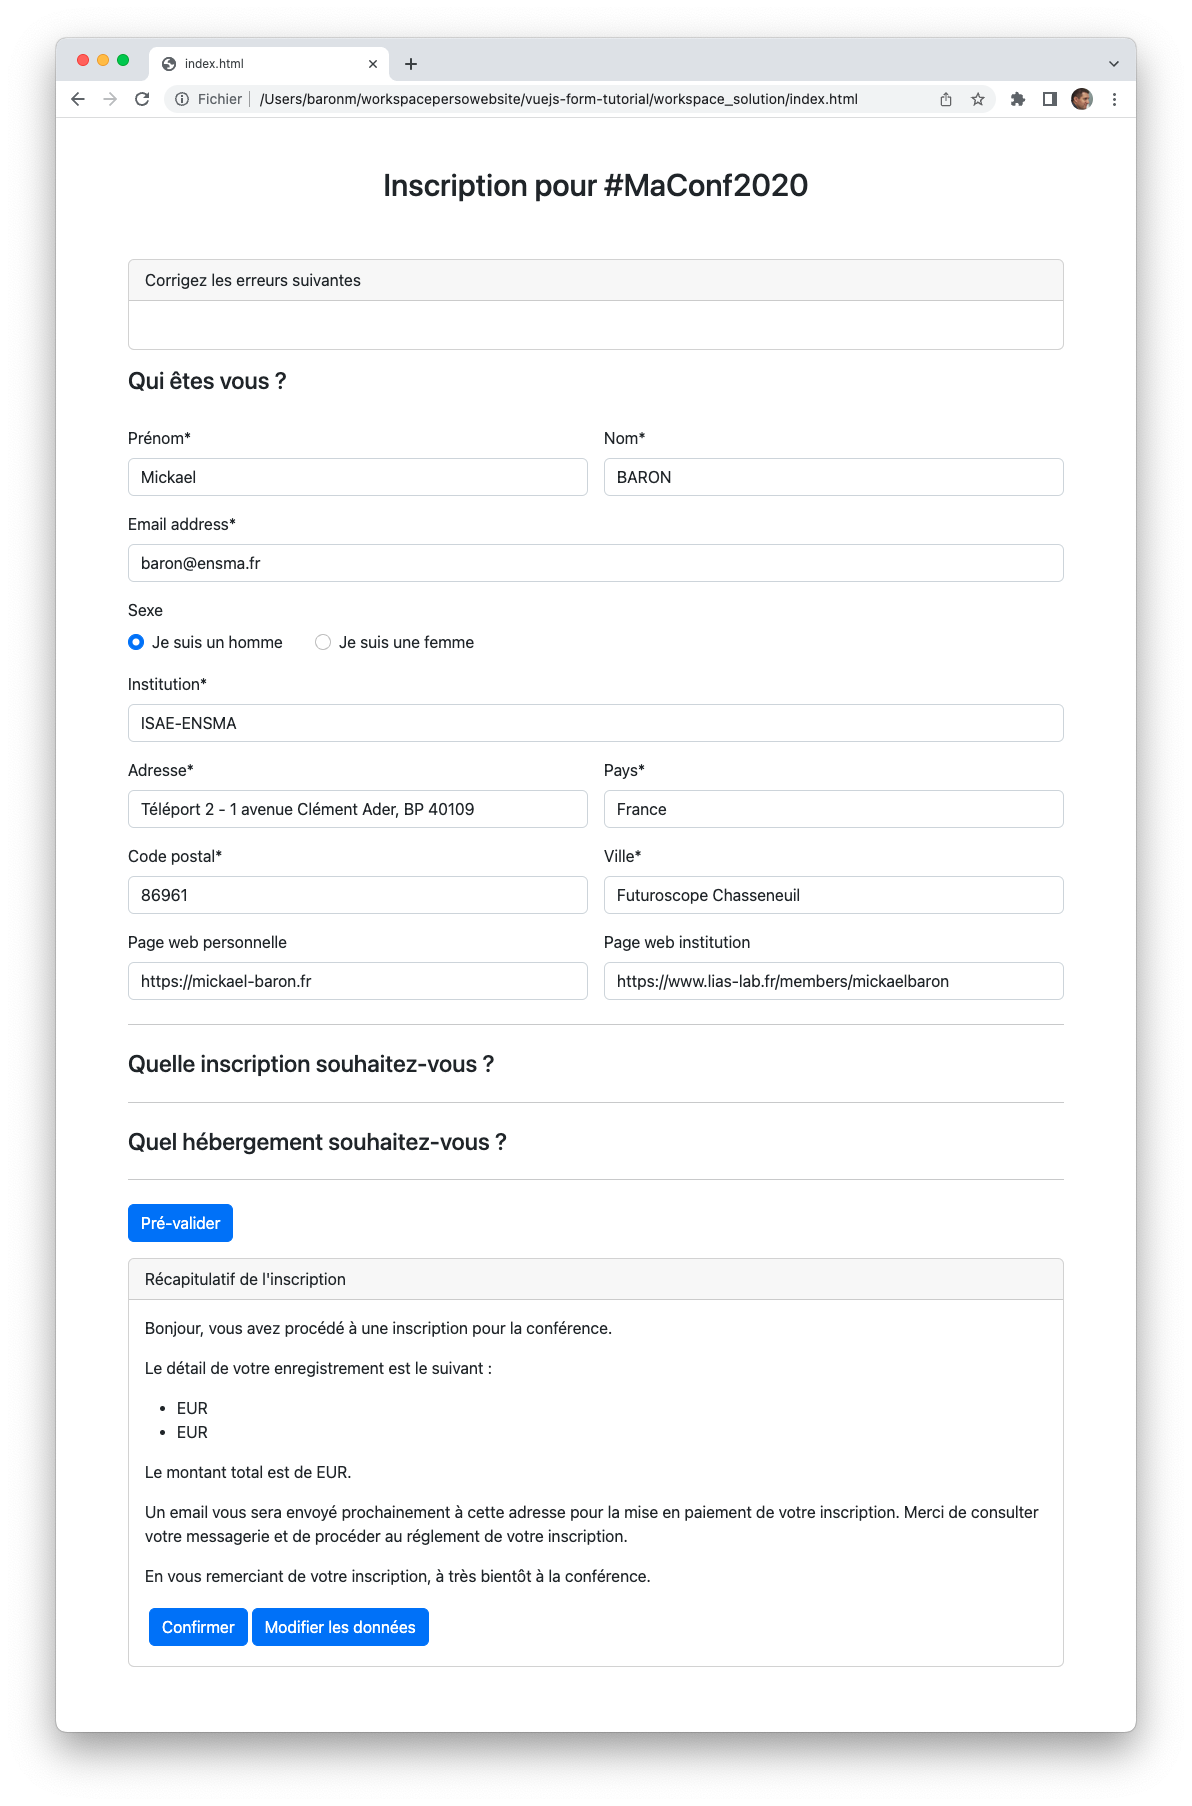 index.html
Fichier /Users/baronm/workspacepersowebsite/vuejs-form-tutorial/workspace_solution/index.html
Inscription pour #MaConf2020
Corrigez les erreurs suivantes
Qui êtes vous ?
Prénom* Nom*
Mickael BARON
Email address*
baron@ensma.fr
Sexe
Je suis un homme Je suis une femme
Institution*
ISAE-ENSMA
Adresse* Pays*
Téléport 2 - 1 avenue Clément Ader, BP 40109 France
Code postal* Ville*
86961 Futuroscope Chasseneuil
Page web personnelle Page web institution
https://mickael-baron.fr https://www.lias-lab.fr/members/mickaelbaron
Quelle inscription souhaitez-vous ?
Quel hébergement souhaitez-vous ?
Pré-valider
Récapitulatif de l'inscription
Bonjour, vous avez procédé à une inscription pour la conférence.
Le détail de votre enregistrement est le suivant :
• EUR
• EUR
Le montant total est de EUR.
Un email vous sera envoyé prochainement à cette adresse pour la mise en paiement de votre inscription. Merci de consulter
votre messagerie et de procéder au réglement de votre inscription.
En vous remerciant de votre inscription, à très bientôt à la conférence.
Confirmer Modifier les données